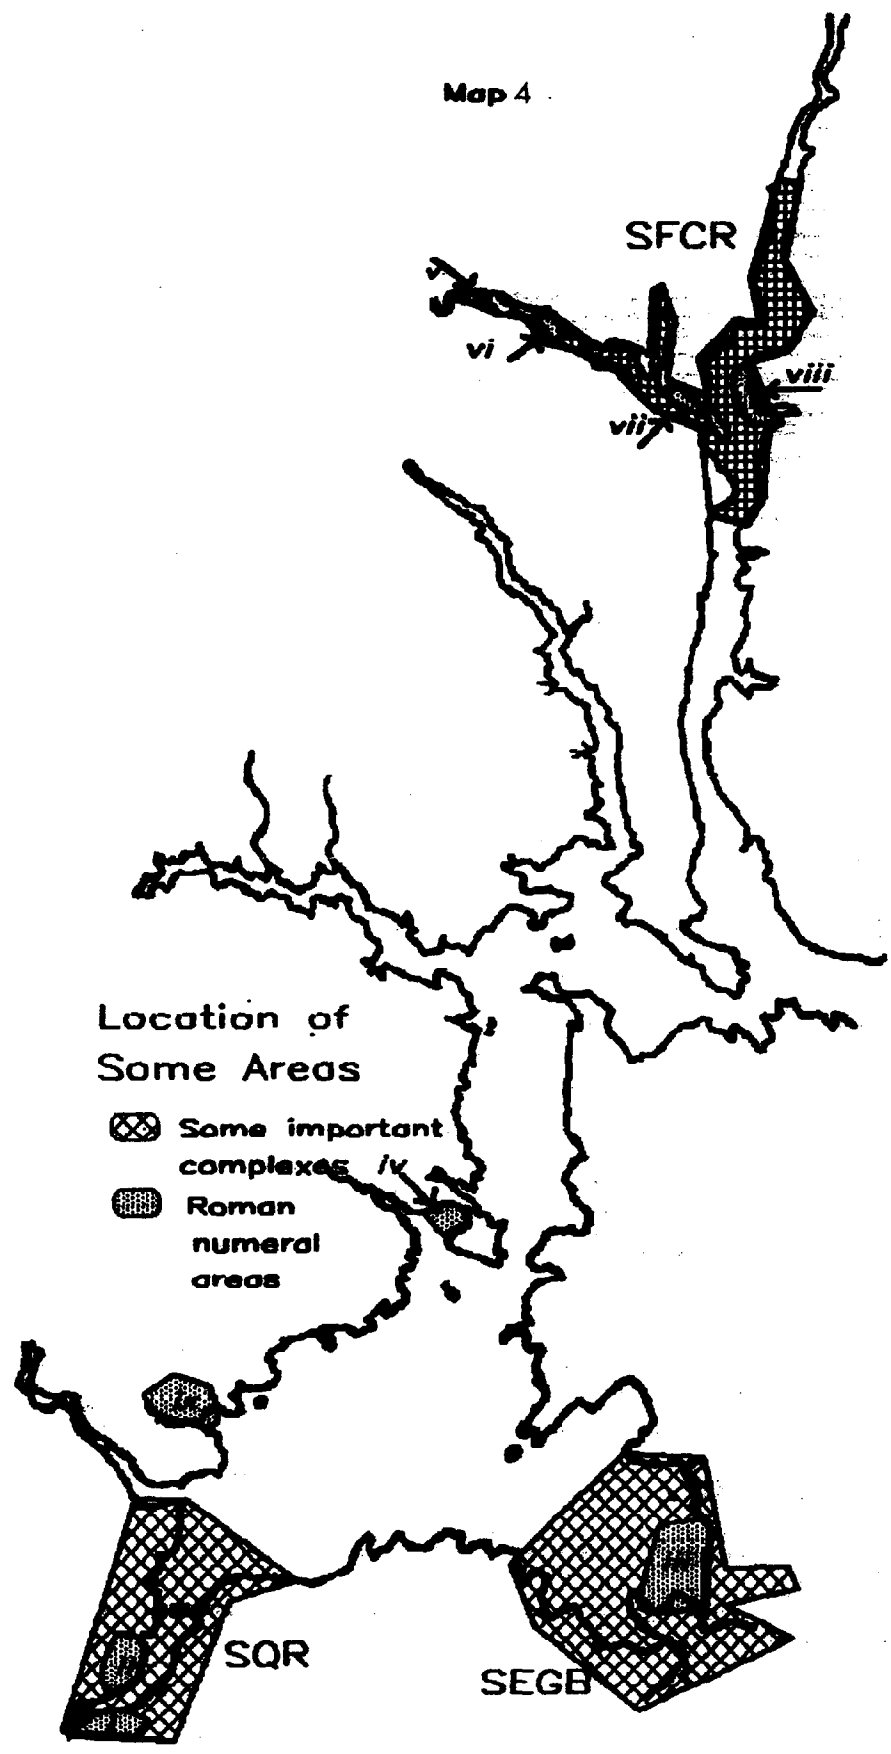 Map 4
SFCR
v
vi
viii
vii
Location of
Some Areas
Some important
complexes iv
Roman
numeral
areas
SQR
SEGB